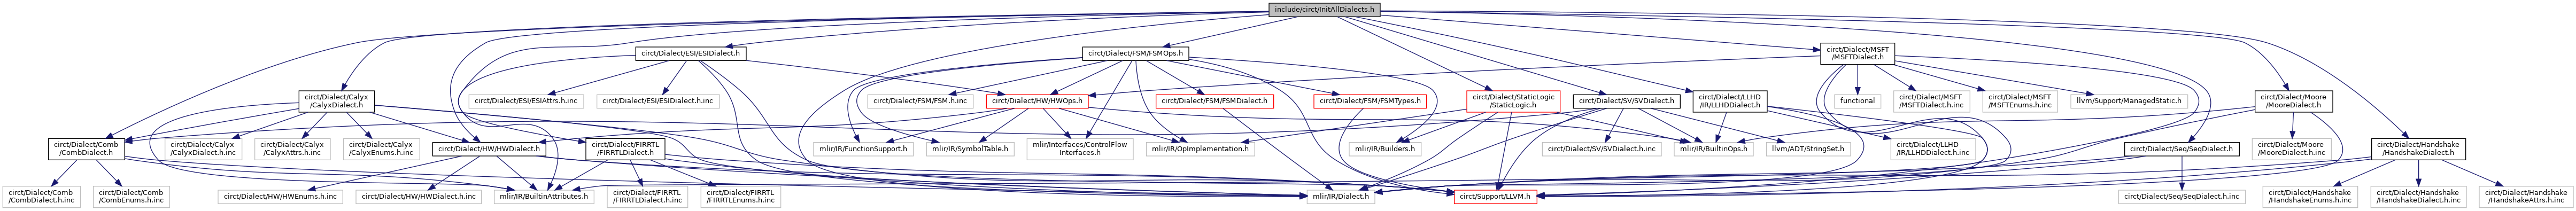 include/circt/InitAllDialects.h
circt/Dialect/ESI/ESIDialect.h
circt/Dialect/FSM/FSMOps.h
circt/Dialect/MSFT
/MSFTDialect.h
circt/Dialect/Calyx
/CalyxDialect.h
circt/Dialect/ESI/ESIAttrs.h.inc
circt/Dialect/ESI/ESIDialect.h.inc
circt/Dialect/FSM/FSM.h.inc
circt/Dialect/HW/HWOps.h
circt/Dialect/FSM/FSMDialect.h
circt/Dialect/FSM/FSMTypes.h
circt/Dialect/StaticLogic
/StaticLogic.h
circt/Dialect/SV/SVDialect.h
circt/Dialect/LLHD
/IR/LLHDDialect.h
functional
circt/Dialect/MSFT
/MSFTDialect.h.inc
circt/Dialect/MSFT
/MSFTEnums.h.inc
llvm/Support/ManagedStatic.h
circt/Dialect/Moore
/MooreDialect.h
circt/Dialect/Comb
/CombDialect.h
circt/Dialect/Calyx
/CalyxDialect.h.inc
circt/Dialect/Calyx
/CalyxAttrs.h.inc
circt/Dialect/Calyx
/CalyxEnums.h.inc
circt/Dialect/HW/HWDialect.h
circt/Dialect/FIRRTL
/FIRRTLDialect.h
mlir/IR/FunctionSupport.h
mlir/IR/SymbolTable.h
mlir/Interfaces/ControlFlow
Interfaces.h
mlir/IR/OpImplementation.h
mlir/IR/Builders.h
circt/Dialect/SV/SVDialect.h.inc
mlir/IR/BuiltinOps.h
llvm/ADT/StringSet.h
circt/Dialect/LLHD
/IR/LLHDDialect.h.inc
circt/Dialect/Seq/SeqDialect.h
circt/Dialect/Moore
/MooreDialect.h.inc
circt/Dialect/Handshake
/HandshakeDialect.h
circt/Dialect/Comb
/CombDialect.h.inc
circt/Dialect/Comb
/CombEnums.h.inc
circt/Dialect/HW/HWEnums.h.inc
circt/Dialect/HW/HWDialect.h.inc
mlir/IR/BuiltinAttributes.h
circt/Dialect/FIRRTL
/FIRRTLDialect.h.inc
circt/Dialect/FIRRTL
/FIRRTLEnums.h.inc
mlir/IR/Dialect.h
circt/Support/LLVM.h
circt/Dialect/Seq/SeqDialect.h.inc
circt/Dialect/Handshake
/HandshakeEnums.h.inc
circt/Dialect/Handshake
/HandshakeDialect.h.inc
circt/Dialect/Handshake
/HandshakeAttrs.h.inc